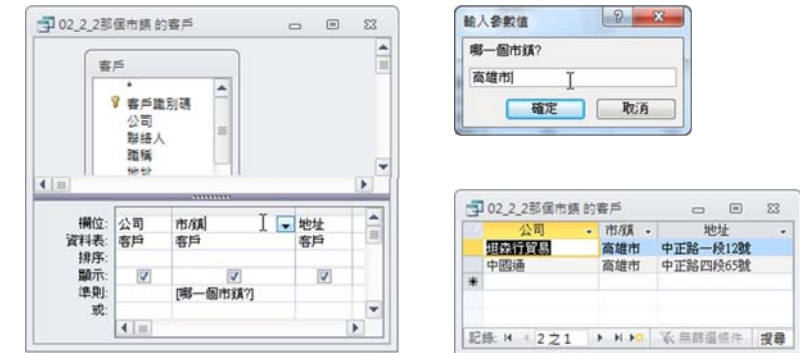 02_2_2那個市鎮 的客戶
客戶
*
客戶識別碼
公司
聯絡人
職稱
地址
欄位: 公司 市/鎮 地址
資料表: 客戶 客戶 客戶
排序:
顯示:
準則: [哪一個市鎮?]
或:
輸入參數值
哪一個市鎮?
高雄市
確定 取消
02_2_2那個市鎮 的客戶
公司 市/鎮 地址
坦森行貿易 高雄市 中正路一段12號
中國通 高雄市 中正路四段65號
*
記錄: 2 之 1 無篩選條件 搜尋